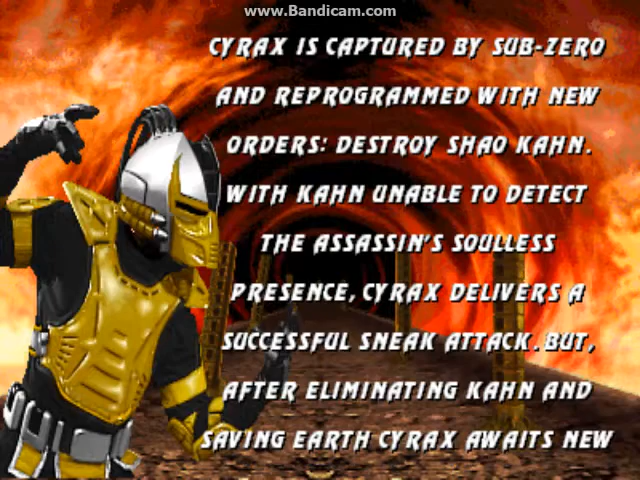 www.Bandicam.com
CYRAX IS CAPTURED BY SUB-ZERO
AND REPROGRAMMED WITH NEW
ORDERS: DESTROY SHAO KAHN.
WITH KAHN UNABLE TO DETECT
THE ASSASSIN'S SOULLESS
PRESENCE, CYRAX DELIVERS A
SUCCESSFUL SNEAK ATTACK. BUT,
AFTER ELIMINATING KAHN AND
SAVING EARTH CYRAX AWAITS NEW